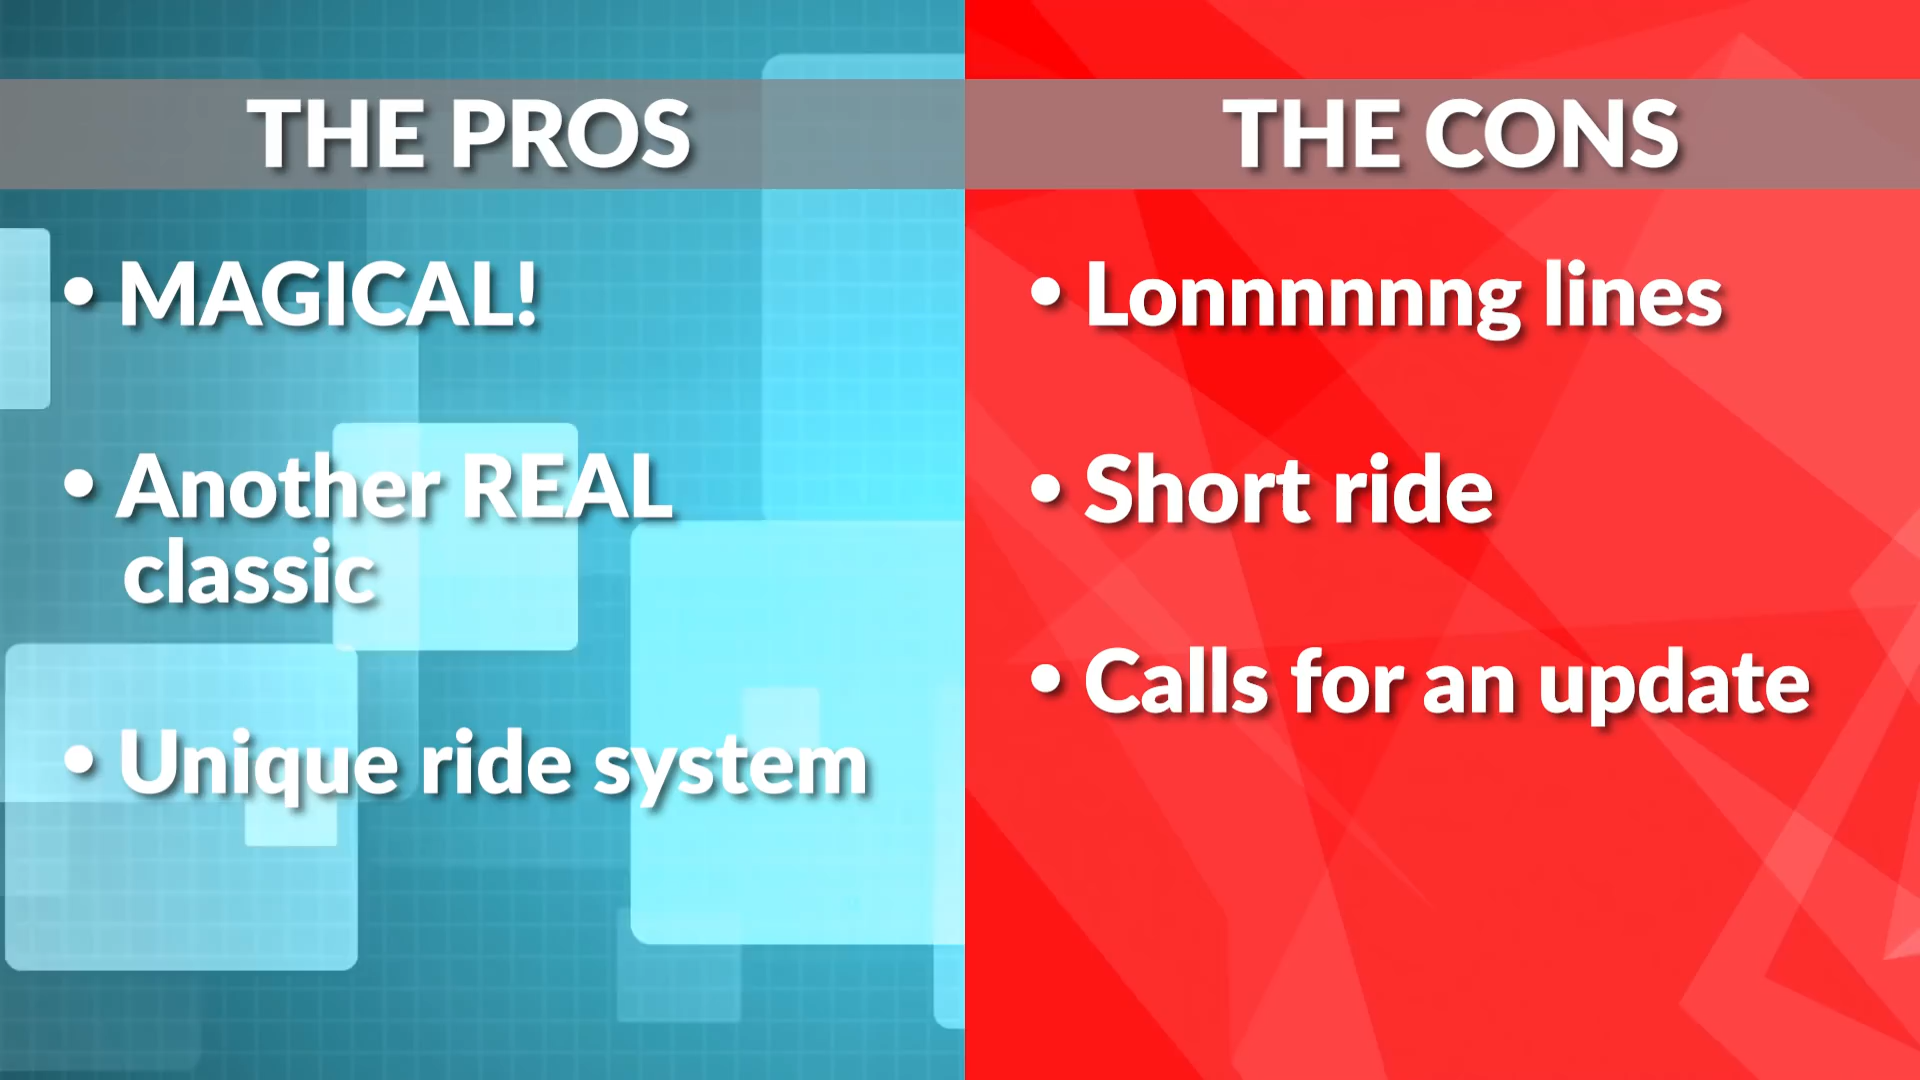 THE PROS
• MAGICAL!
• Another REAL
classic
• Unique ride system
THE CONS
• Lonnnnnng lines
• Short ride
• Calls for an update